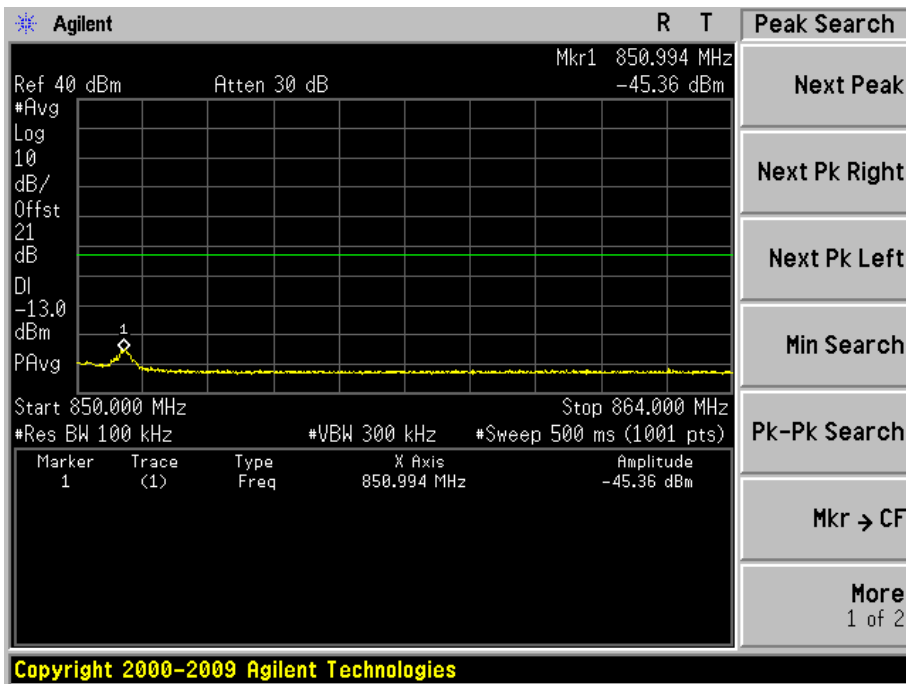 Agilent R T Peak Search
Mkr1 850.994 MHz
Ref 40 dBm Atten 30 dB -45.36 dBm
#Avg
Log
10
dB/
Offst
21
dB
DI
-13.0
dBm
PAvg
1
Start 850.000 MHz Stop 864.000 MHz
#Res BW 100 kHz #VBW 300 kHz #Sweep 500 ms (1001 pts)
Marker Trace Type X Axis Amplitude
1 (1) Freq 850.994 MHz -45.36 dBm
Next Peak
Next Pk Right
Next Pk Left
Min Search
Pk-Pk Search
Mkr → CF
More
1 of 2
Copyright 2000-2009 Agilent Technologies